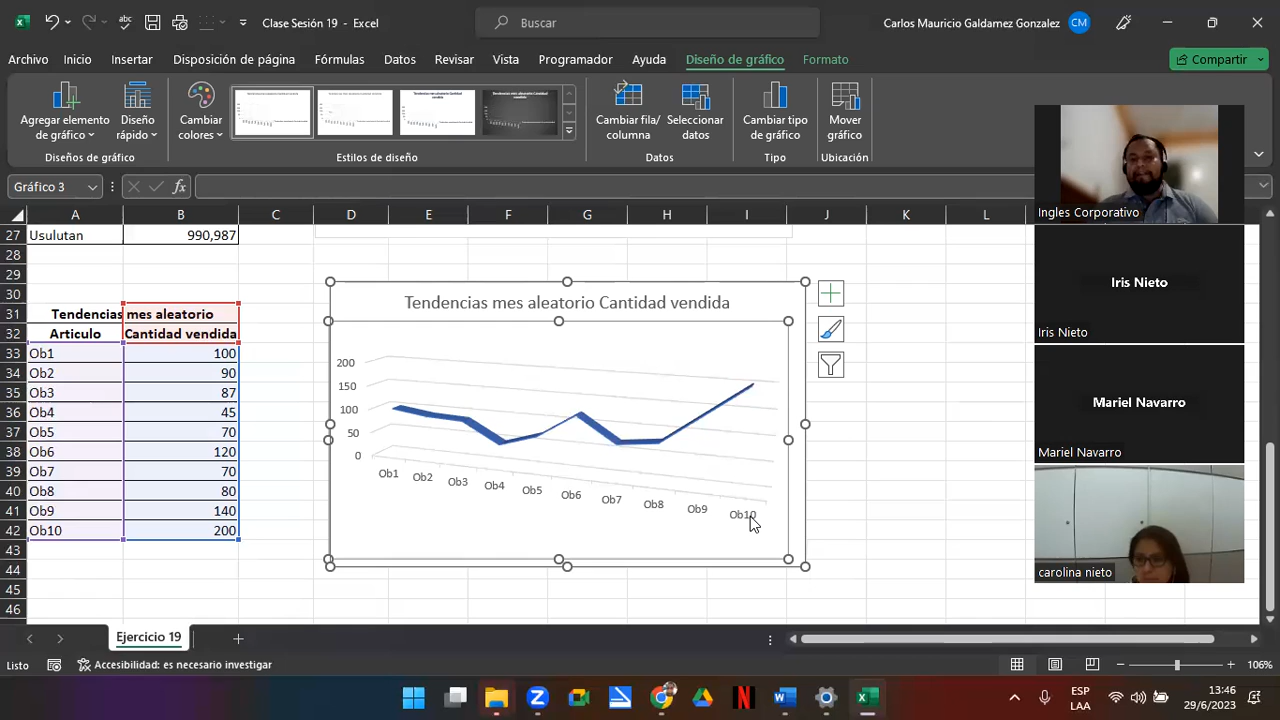 Clase Sesión 19 - Excel
Buscar
Carlos Mauricio Galdamez Gonzalez CM
Archivo Inicio Insertar Disposición de página Fórmulas Datos Revisar Vista Programador Ayuda Diseño de gráfico Formato Compartir
Agregar elemento de gráfico
Diseño rápido
Cambiar colores
Cambiar fila/columna
Seleccionar datos
Cambiar tipo de gráfico
Mover gráfico
Diseños de gráfico Estilos de diseño Datos Tipo Ubicación
Gráfico 3 fx
A B C D E F G H I J K L
27 Usulutan 990,987
28
29
30
31 Tendencias mes aleatorio
32 Articulo Cantidad vendida
33 Ob1 100
34 Ob2 90
35 Ob3 87
36 Ob4 45
37 Ob5 70
38 Ob6 120
39 Ob7 70
40 Ob8 80
41 Ob9 140
42 Ob10 200
43
44
45
46
Tendencias mes aleatorio Cantidad vendida
200
150
100
50
0
Ob1 Ob2 Ob3 Ob4 Ob5 Ob6 Ob7 Ob8 Ob9 Ob10
Ingles Corporativo
Iris Nieto
Iris Nieto
Mariel Navarro
Mariel Navarro
carolina nieto
Ejercicio 19
Listo Accesibilidad: es necesario investigar 106%
ESP
LAA
13:46
29/6/2023